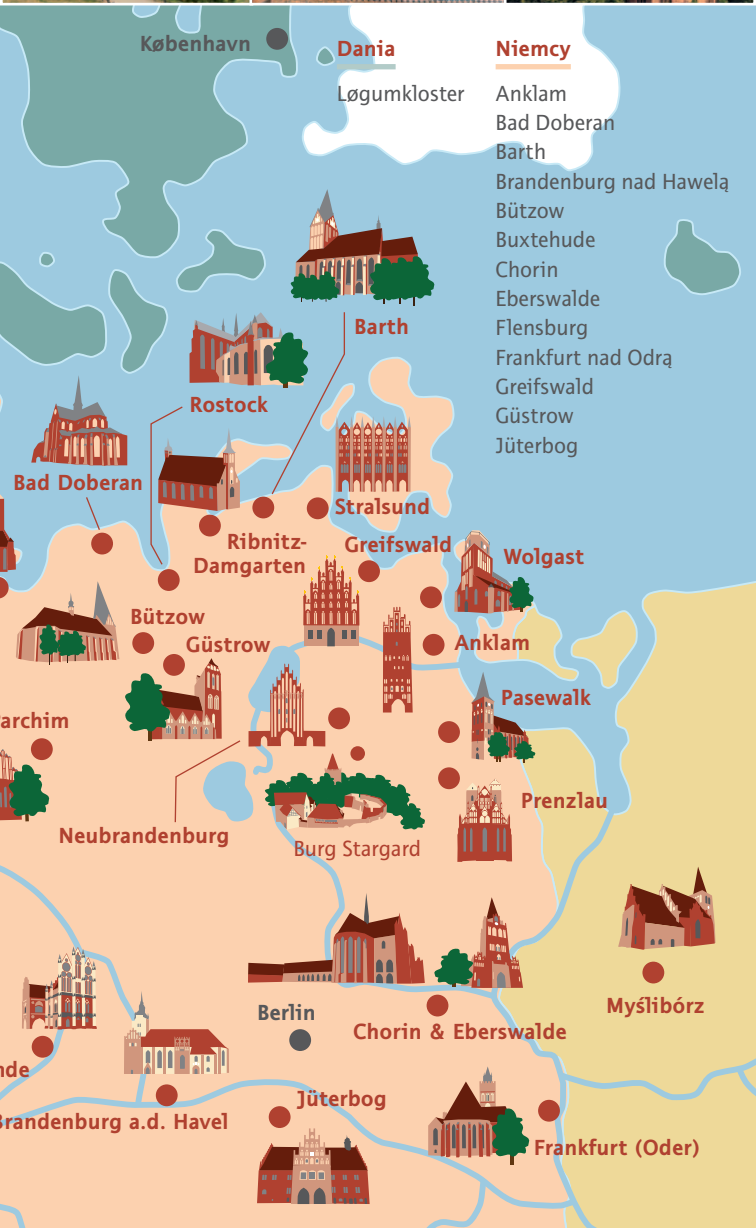 København
Dania
Løgumkloster
Niemcy
Anklam
Bad Doberan
Barth
Brandenburg nad Hawelą
Bützow
Buxtehude
Chorin
Eberswalde
Flensburg
Frankfurt nad Odrą
Greifswald
Güstrow
Jüterbog
Barth
Rostock
Bad Doberan
Stralsund
Ribnitz-
Damgarten
Greifswald
Wolgast
Bützow
Güstrow
Anklam
Pasewalk
archim
Prenzlau
Neubrandenburg
Burg Stargard
Myślibórz
Berlin
Chorin & Eberswalde
nde
Jüterbog
Brandenburg a.d. Havel
Frankfurt (Oder)